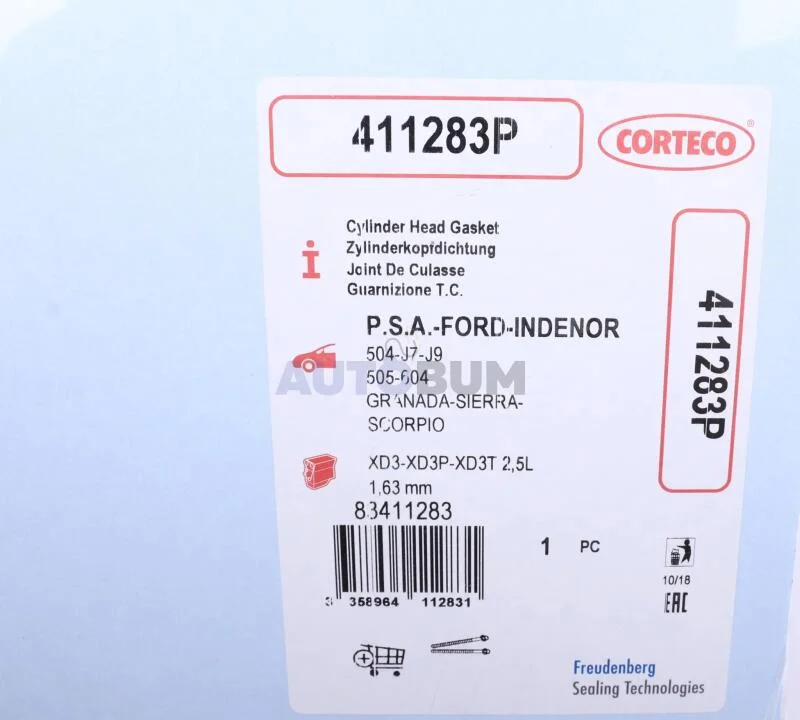 411283P
CORTECO®
Cylinder Head Gasket
Zylinderkopfdichtung
Joint De Culasse
Guarnizione T.C.
P.S.A.-FORD-INDENOR
504-J7-J9
505-604
GRANADA-SIERRA-
SCORPIO
AUTOBUM
XD3-XD3P-XD3T 2,5L
1,63 mm
83411283
3 358964 112831
1 PC
10/18
EAC
411283P
Freudenberg
Sealing Technologies